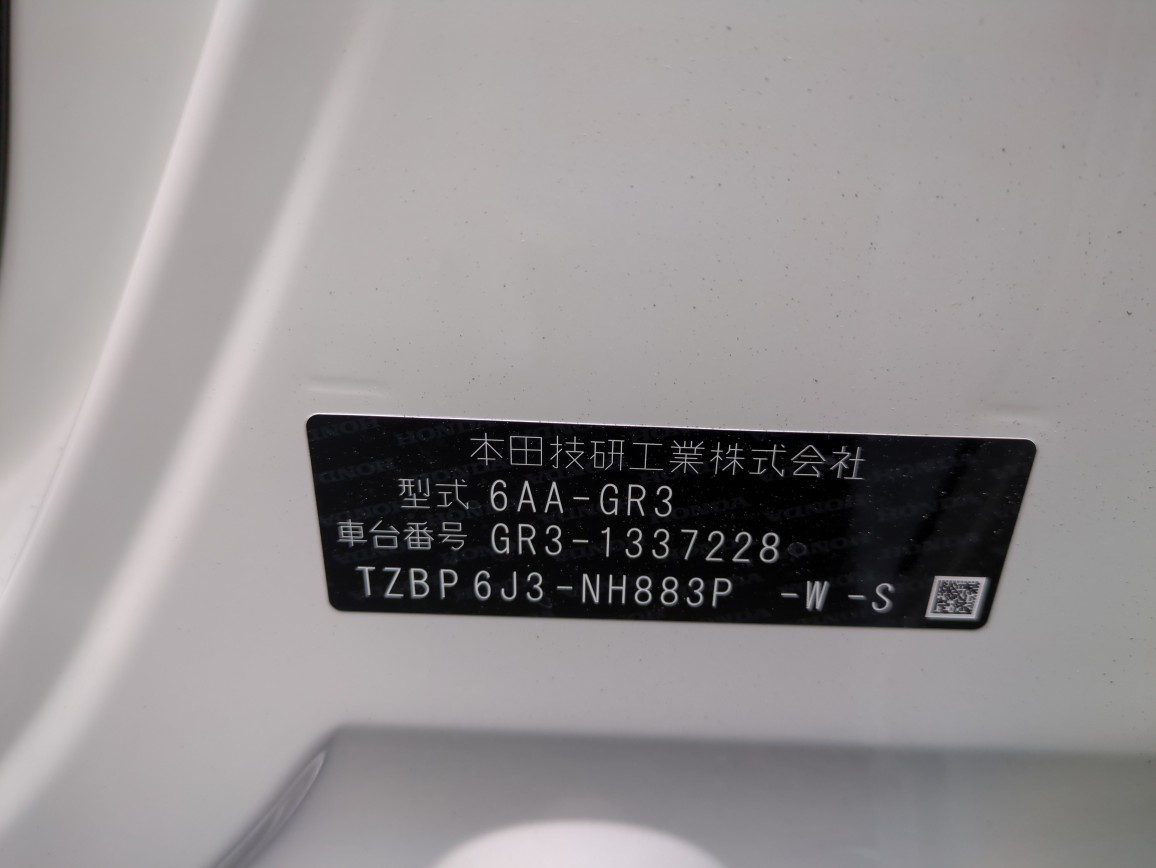 本田技研工業株式会社
型式 6AA-GR3
車台番号 GR3-1337228
TZBP6J3-NH883P -W-S